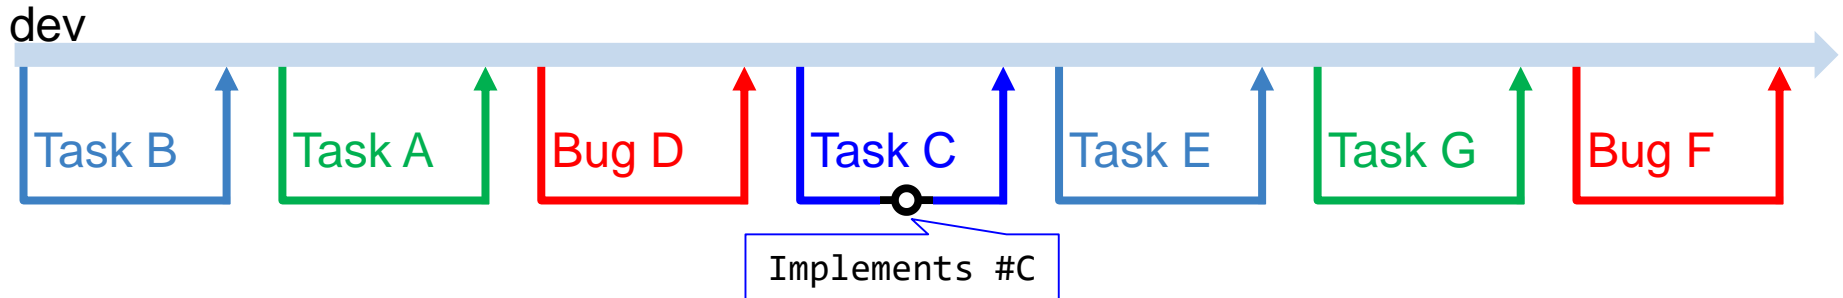 dev
Task B
Task A
Bug D
Task C
Task E
Task G
Bug F
Implements #C